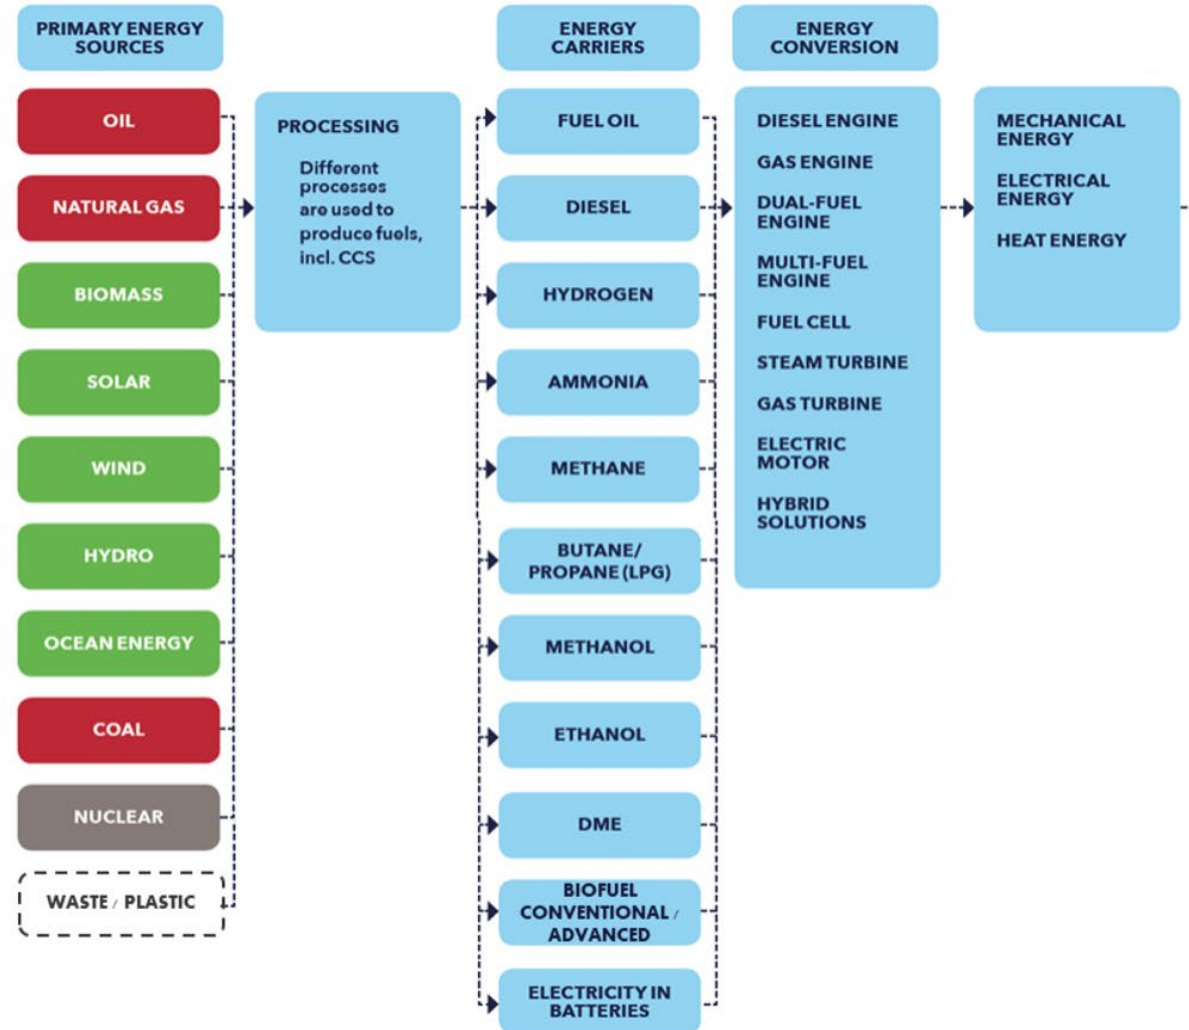 PRIMARY ENERGY
SOURCES
OIL
NATURAL GAS
BIOMASS
SOLAR
WIND
HYDRO
OCEAN ENERGY
COAL
NUCLEAR
WASTE / PLASTIC
PROCESSING
Different
processes
are used to
produce fuels,
incl. CCS
ENERGY
CARRIERS
FUEL OIL
DIESEL
HYDROGEN
AMMONIA
METHANE
BUTANE/
PROPANE (LPG)
METHANOL
ETHANOL
DME
BIOFUEL
CONVENTIONAL /
ADVANCED
ELECTRICITY IN
BATTERIES
ENERGY
CONVERSION
DIESEL ENGINE
GAS ENGINE
DUAL-FUEL
ENGINE
MULTI-FUEL
ENGINE
FUEL CELL
STEAM TURBINE
GAS TURBINE
ELECTRIC
MOTOR
HYBRID
SOLUTIONS
MECHANICAL
ENERGY
ELECTRICAL
ENERGY
HEAT ENERGY